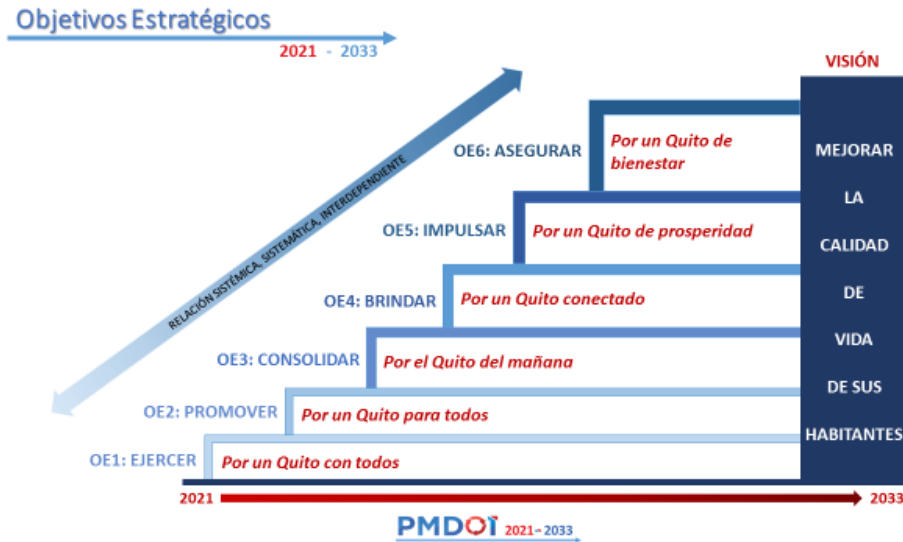 Objetivos Estratégicos
2021 - 2033
VISIÓN
RELACIÓN SISTÉMICA, SISTEMÁTICA, INTERDEPENDIENTE
OE6: ASEGURAR
Por un Quito de
bienestar
OE5: IMPULSAR
Por un Quito de prosperidad
OE4: BRINDAR
Por un Quito conectado
OE3: CONSOLIDAR
Por el Quito del mañana
OE2: PROMOVER
Por un Quito para todos
OE1: EJERCER
Por un Quito con todos
MEJORAR
LA
CALIDAD
DE
VIDA
DE SUS
HABITANTES
2021
2033
PMDOT 2021-2033